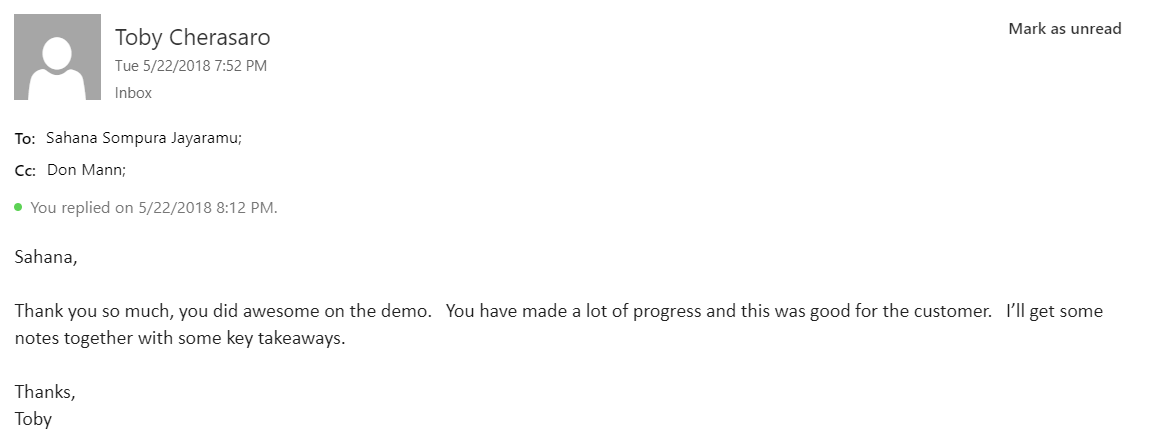 Toby Cherasaro
Mark as unread
Tue 5/22/2018 7:52 PM
Inbox
To: Sahana Sompura Jayaramu;
Cc: Don Mann;
You replied on 5/22/2018 8:12 PM.
Sahana,
Thank you so much, you did awesome on the demo.   You have made a lot of progress and this was good for the customer.   I’ll get some
notes together with some key takeaways.
Thanks,
Toby